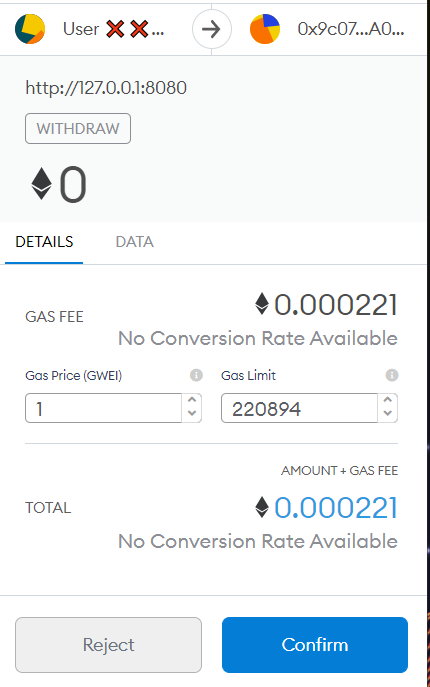 User ❌❌... → 0x9c07...A0...
http://127.0.0.1:8080
WITHDRAW
0
DETAILS DATA
GAS FEE 0.000221
No Conversion Rate Available
Gas Price (GWEI) Gas Limit
1 220894
AMOUNT + GAS FEE
TOTAL 0.000221
No Conversion Rate Available
Reject Confirm